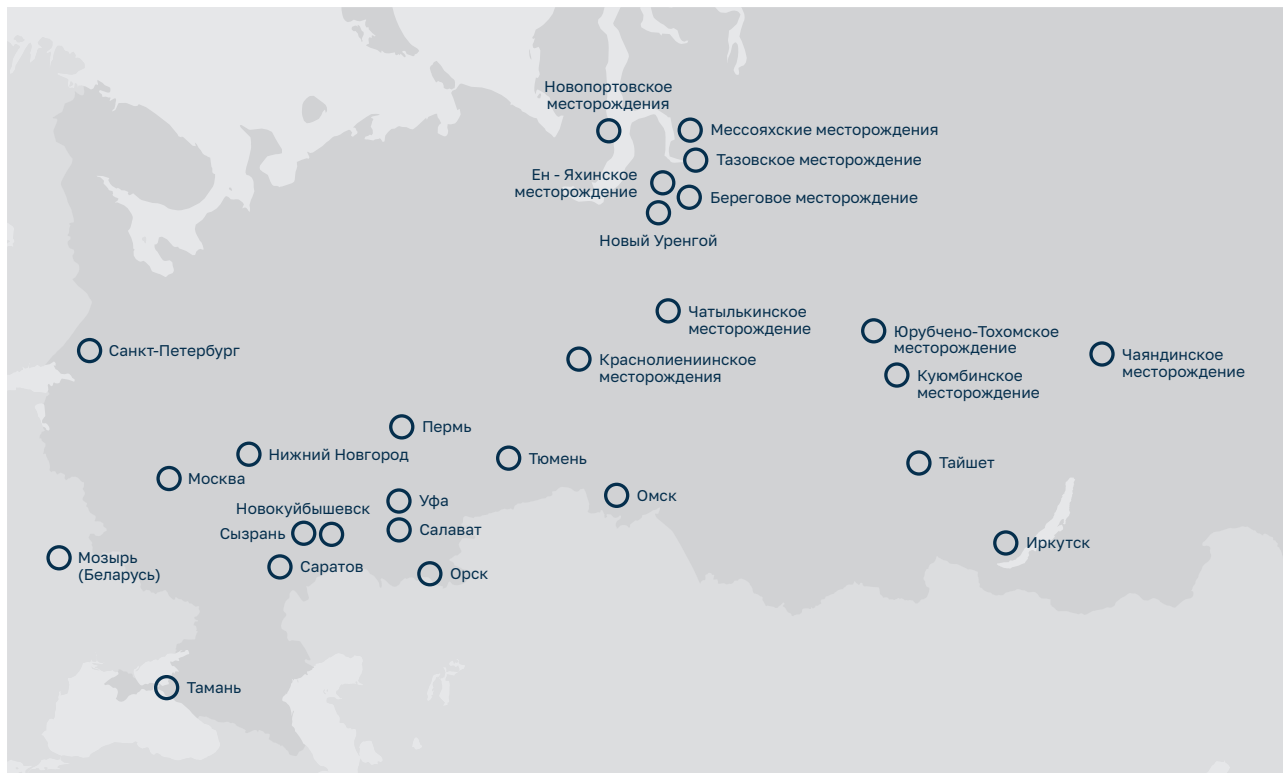 Новопортовское
месторождения
Мессояхские месторождения
Тазовское месторождение
Ен - Яхинское
месторождение
Береговое месторождение
Новый Уренгой
Чатылькинское
месторождение
Юрубчено-Тохомское
месторождение
Чаяндинское
месторождение
Санкт-Петербург
Краснолиениинское
месторождения
Куюмбинское
месторождение
Пермь
Нижний Новгород
Тюмень
Тайшет
Москва
Омск
Уфа
Новокуйбышевск
Сызрань
Салават
Иркутск
Мозырь
(Беларусь)
Саратов
Орск
Тамань